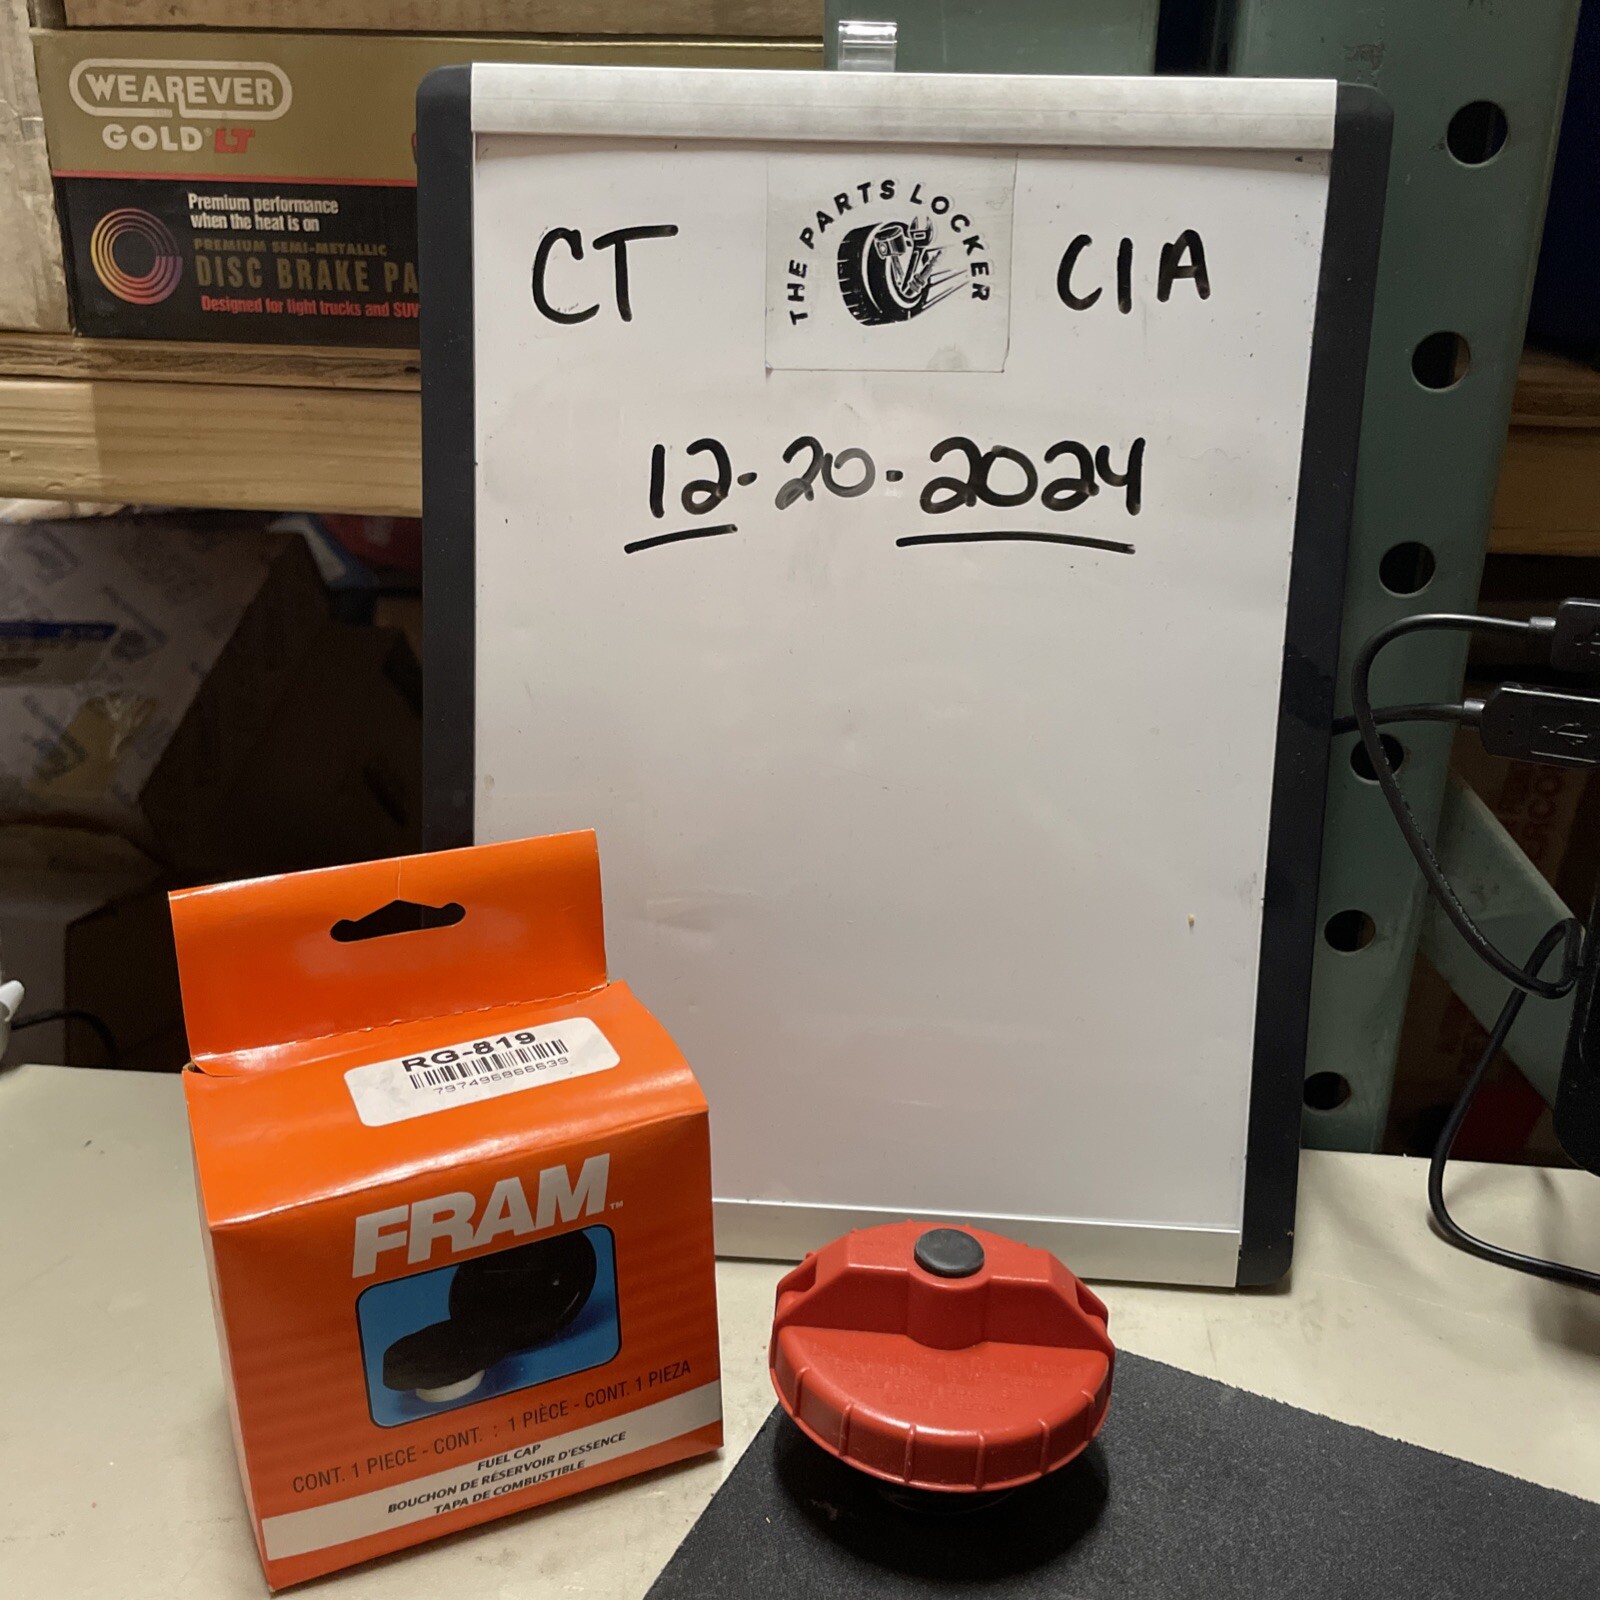 WEAREVER
GOLD LT
Premium performance
when the heat is on
PREMIUM SEMI-METALLIC
DISC BRAKE PA
Designed for light trucks and SUV
CT
THE PARTS LOCKER
C1A
12-20-2024
RG-819
FRAM™
CONT. 1 PIECE - CONT. : 1 PIÈCE - CONT. 1 PIEZA
FUEL CAP
BOUCHON DE RÉSERVOIR D'ESSENCE
TAPA DE COMBUSTIBLE